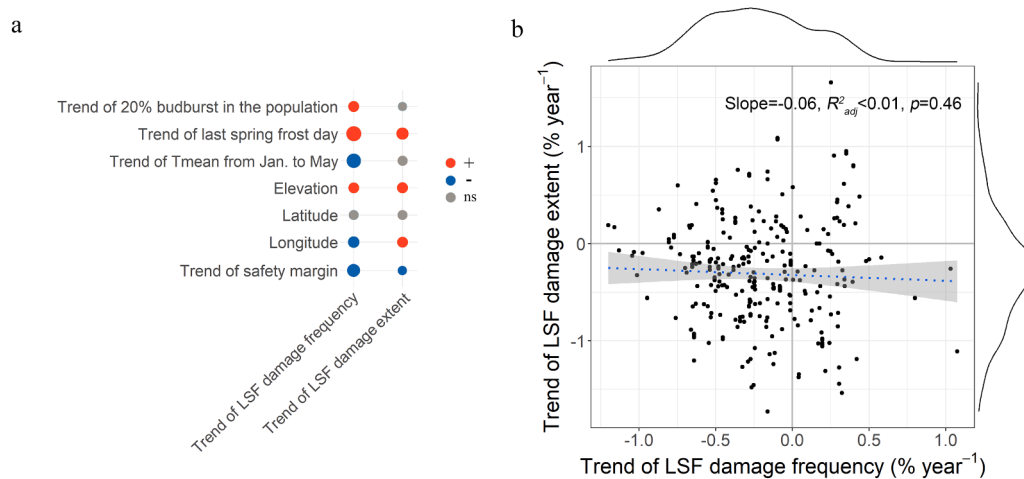 a
Trend of 20% budburst in the population
Trend of last spring frost day
Trend of Tmean from Jan. to May
Elevation
Latitude
Longitude
Trend of safety margin
Trend of LSF damage frequency
Trend of LSF damage extent
+
-
ns
b
Slope=-0.06, R²adj<0.01, p=0.46
Trend of LSF damage extent (% year⁻¹)
1
0
-1
-1.0 -0.5 0.0 0.5 1.0
Trend of LSF damage frequency (% year⁻¹)